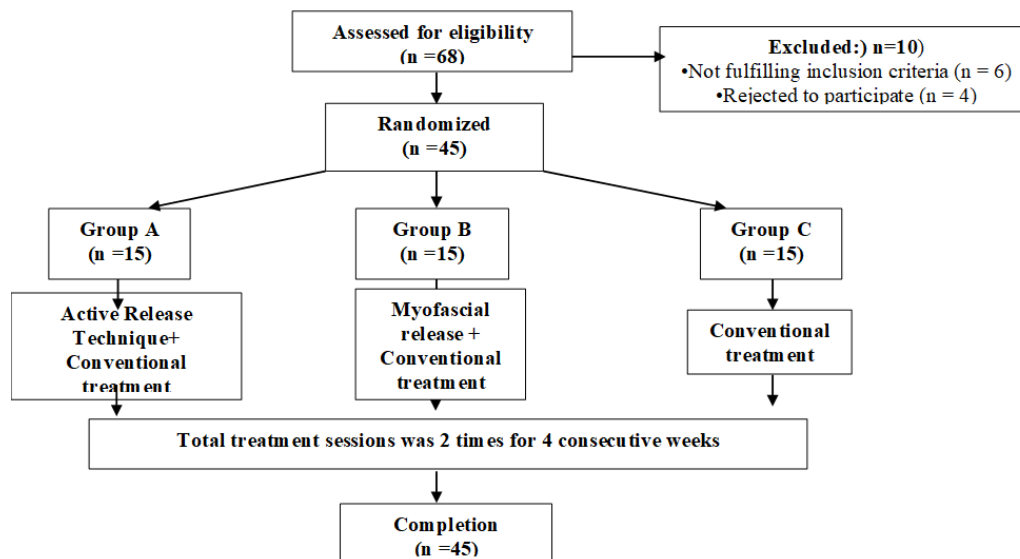 Assessed for eligibility
(n =68)
Excluded:) n=10)
•Not fulfilling inclusion criteria (n = 6)
•Rejected to participate (n = 4)
Randomized
(n =45)
Group A
(n =15)
Group B
(n =15)
Group C
(n =15)
Active Release
Technique+
Conventional
treatment
Myofascial
release +
Conventional
treatment
Conventional
treatment
Total treatment sessions was 2 times for 4 consecutive weeks
Completion
(n =45)